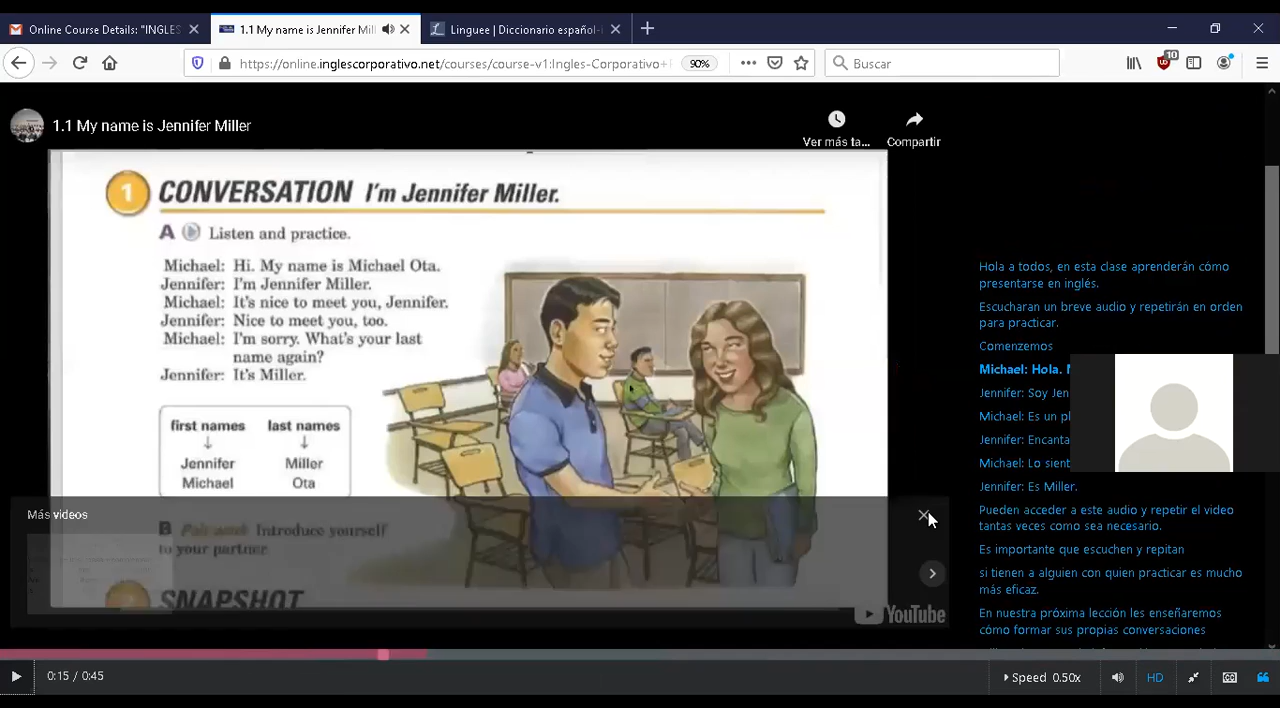 Online Course Details: "INGLES
1.1 My name is Jennifer Mill
Linguee | Diccionario español-
https://online.inglescorporativo.net/courses/course-v1:Ingles-Corporativo+
90%
Buscar
10
1.1 My name is Jennifer Miller
Ver más ta...
Compartir
1 CONVERSATION I'm Jennifer Miller.
A Listen and practice.
Michael: Hi. My name is Michael Ota.
Jennifer: I'm Jennifer Miller.
Michael: It's nice to meet you, Jennifer.
Jennifer: Nice to meet you, too.
Michael: I'm sorry. What's your last
name again?
Jennifer: It's Miller.
first names last names
↓ ↓
Jennifer Miller
Michael Ota
Más videos
B Pair work Introduce yourself
to your partner.
SNAPSHOT
YouTube
Hola a todos, en esta clase aprenderán cómo
presentarse en inglés.
Escucharan un breve audio y repetirán en orden
para practicar.
Comenzemos
Michael: Hola.
Jennifer: Soy Jen
Michael: Es un
Jennifer: Encanta
Michael: Lo sient
Jennifer: Es Miller.
Pueden acceder a este audio y repetir el video
tantas veces como sea necesario.
Es importante que escuchen y repitan
si tienen a alguien con quien practicar es mucho
más eficaz.
En nuestra próxima lección les enseñaremos
cómo formar sus propias conversaciones
0:15 / 0:45
Speed 0.50x
HD